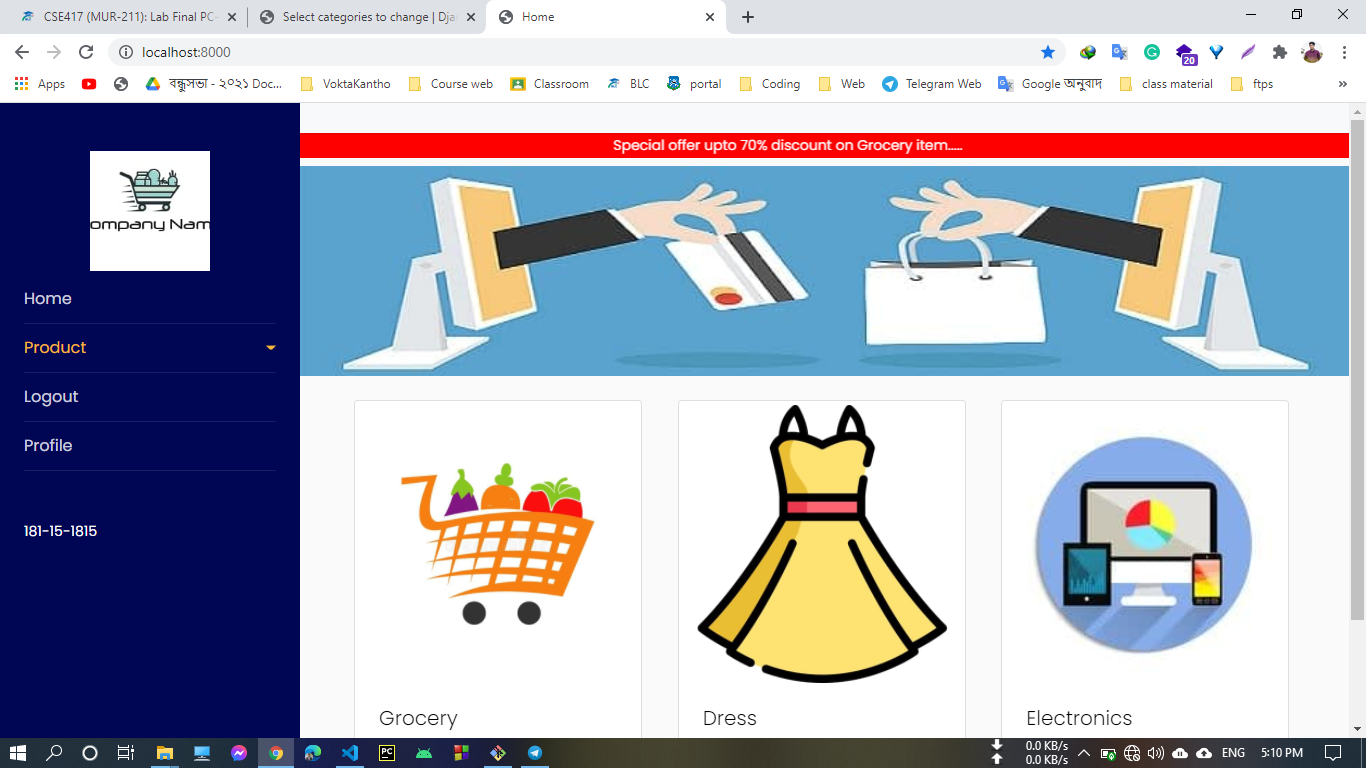 CSE417 (MUR-211): Lab Final PC-
Select categories to change | Dja
Home
localhost:8000
20
Apps
বন্ধুসভা - ২০২১ Doc...
VoktaKantho
Course web
Classroom
BLC
portal
Coding
Web
Telegram Web
Google অনুবাদ
class material
ftps
»
Special offer upto 70% discount on Grocery item.....
ompany Nam
Home
Product
Logout
Profile
181-15-1815
Grocery
Dress
Electronics
PC
0.0 KB/s
0.0 KB/s
ENG
5:10 PM